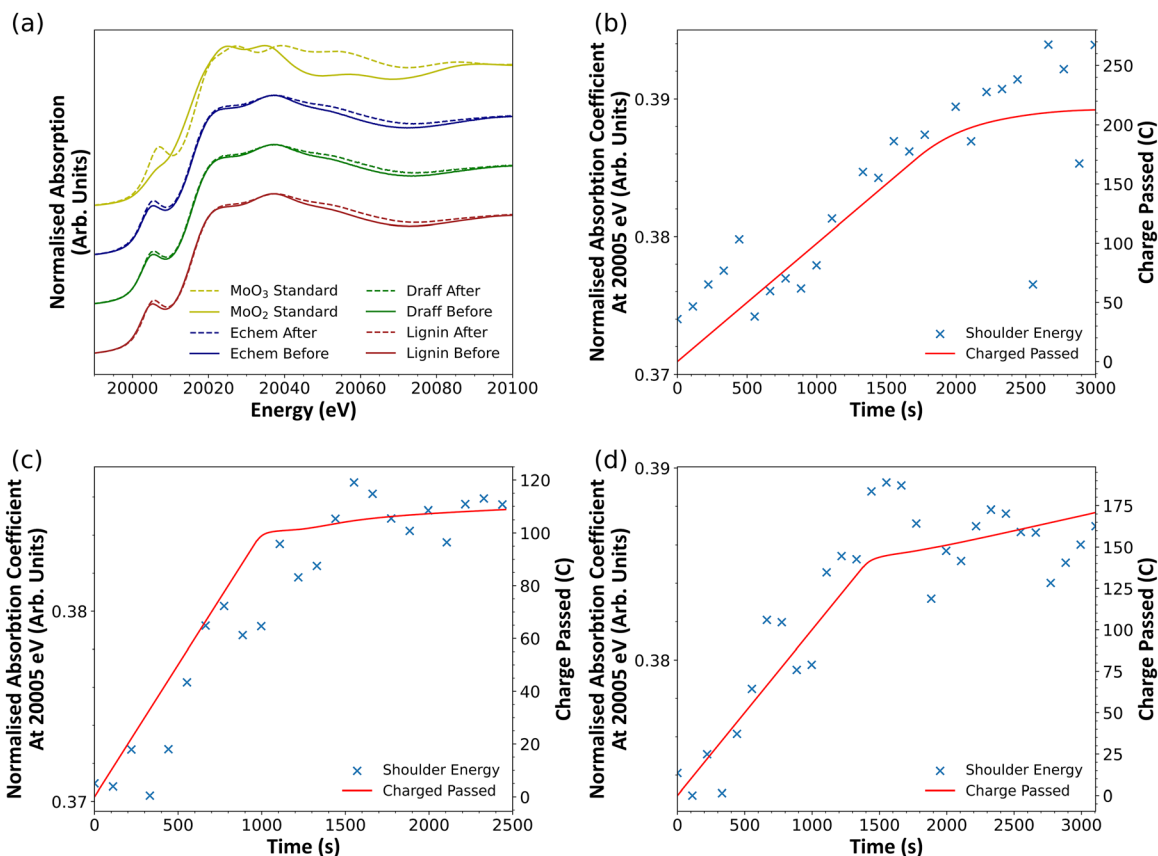 (a)
Normalised Absorption
(Arb. Units)
MoO3 Standard
MoO2 Standard
Echem After
Echem Before
Draff After
Draff Before
Lignin After
Lignin Before
20000
20020
20040
20060
20080
20100
Energy (eV)
(b)
Normalised Absorbtion Coefficient
At 20005 eV (Arb. Units)
0.39
0.38
0.37
250
200
150
100
50
0
Charge Passed (C)
Shoulder Energy
Charged Passed
0
500
1000
1500
2000
2500
3000
Time (s)
(c)
Normalised Absorbtion Coefficient
At 20005 eV (Arb. Units)
0.38
0.37
120
100
80
60
40
20
0
Charge Passed (C)
Shoulder Energy
Charged Passed
0
500
1000
1500
2000
2500
Time (s)
(d)
Normalised Absorbtion Coefficient
At 20005 eV (Arb. Units)
0.39
0.38
175
150
125
100
75
50
25
0
Charge Passed (C)
Shoulder Energy
Charge Passed
0
500
1000
1500
2000
2500
3000
Time (s)